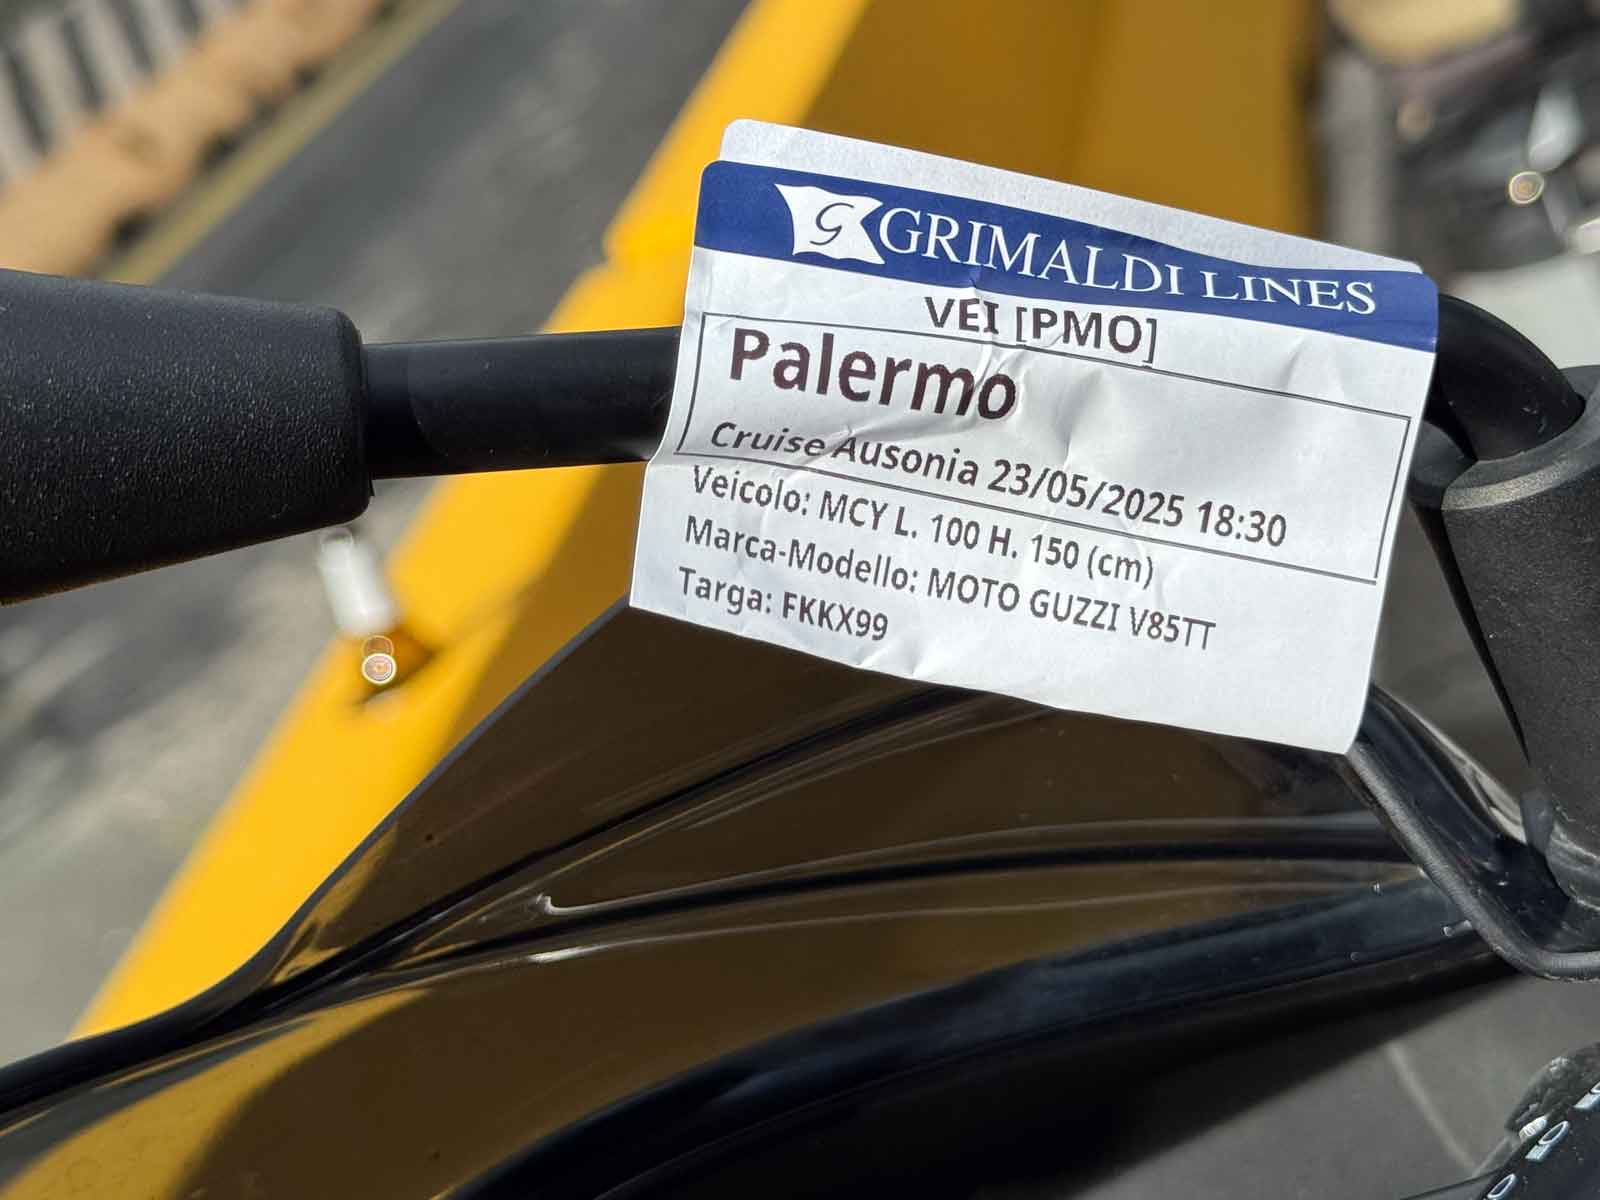 G GRIMALDI LINES
VEI [PMO]
Palermo
Cruise Ausonia 23/05/2025 18:30
Veicolo: MCY L. 100 H. 150 (cm)
Marca-Modello: MOTO GUZZI V85TT
Targa: FKKX99